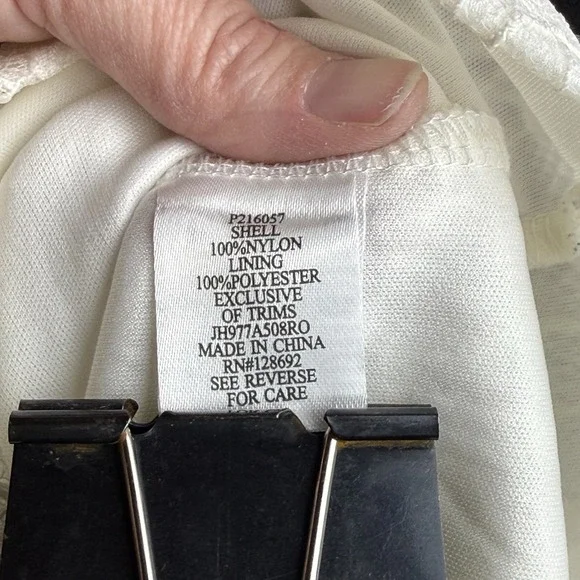 P216057
SHELL
100%NYLON
LINING
100%POLYESTER
EXCLUSIVE
OF TRIMS
JH977A508RO
MADE IN CHINA
RN#128692
SEE REVERSE
FOR CARE